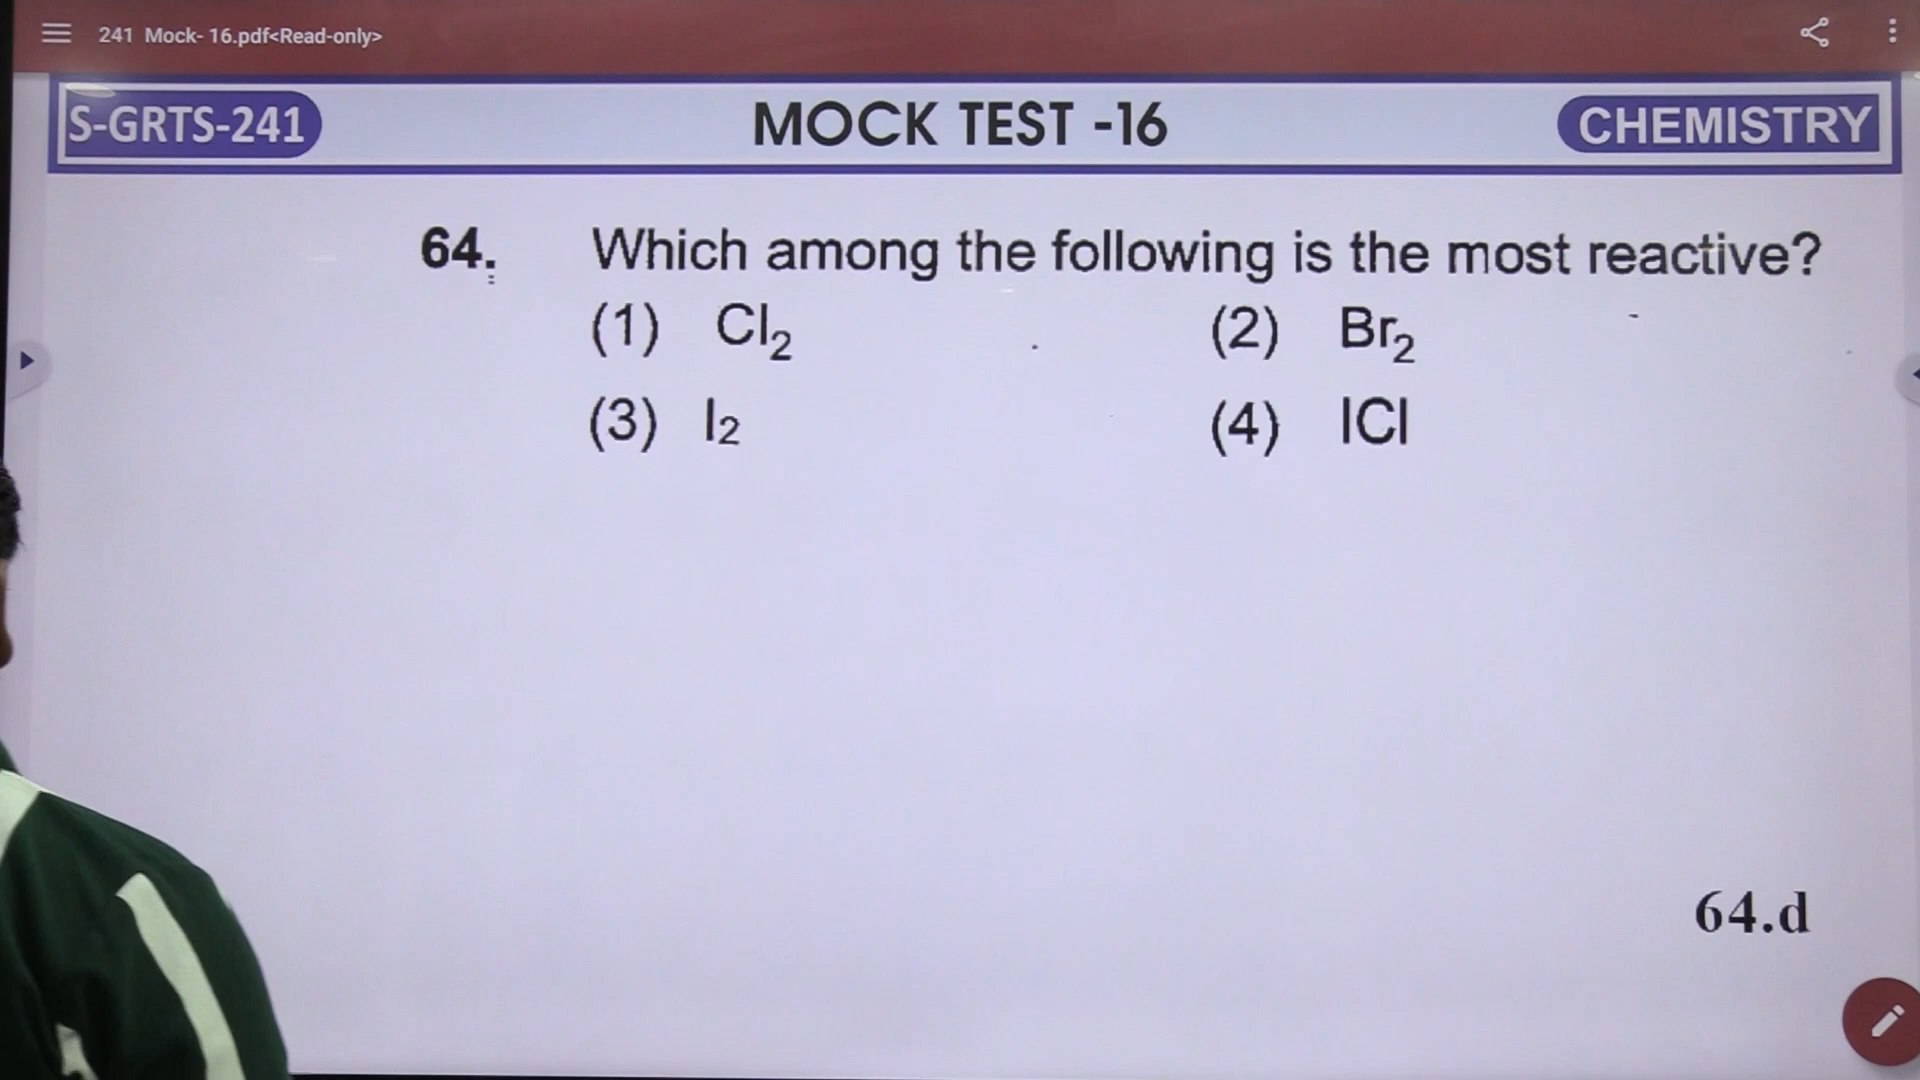 241 Mock- 16.pdf<Read-only>
S-GRTS-241 MOCK TEST -16 CHEMISTRY
64. Which among the following is the most reactive?
(1) Cl₂ (2) Br₂
(3) I₂ (4) ICl
64.d